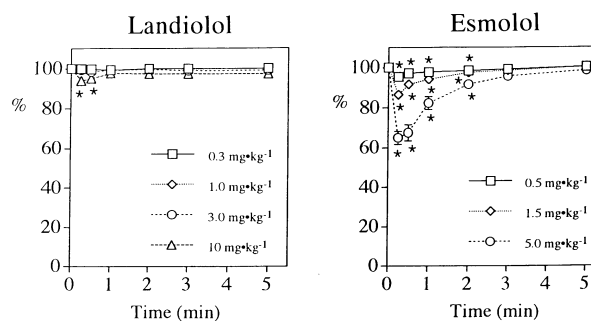 Landiolol
100
80
%
60
40
20
0
* *
0.3 mg•kg-1
1.0 mg•kg-1
3.0 mg•kg-1
10 mg•kg-1
0 1 2 3 4 5
Time (min)
Esmolol
100
80
%
60
40
20
0
* * * *
* * * * *
* * *
0.5 mg•kg-1
1.5 mg•kg-1
5.0 mg•kg-1
0 1 2 3 4 5
Time (min)